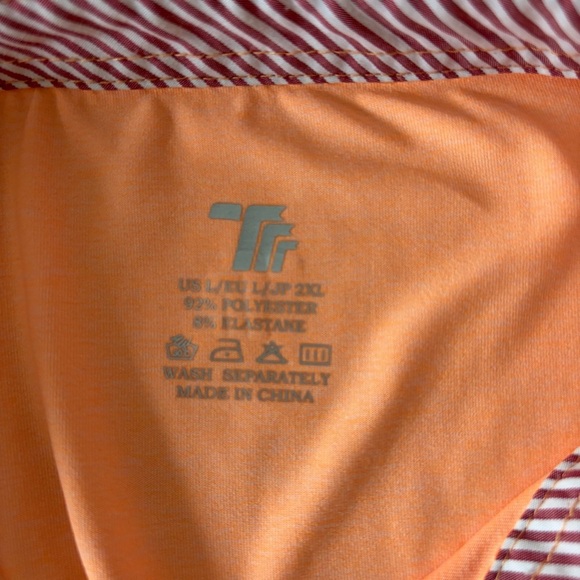 US L/EU L/JP 2XL
92% POLYESTER
8% ELASTANE
WASH SEPARATELY
MADE IN CHINA